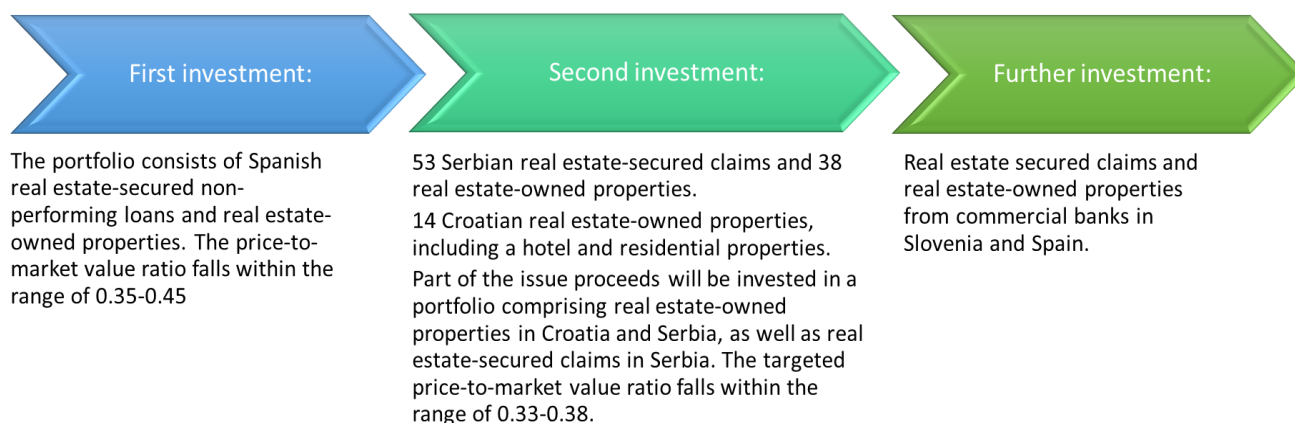 First investment:
The portfolio consists of Spanish
real estate-secured non-
performing loans and real estate-
owned properties. The price-to-
market value ratio falls within the
range of 0.35-0.45
Second investment:
53 Serbian real estate-secured claims and 38
real estate-owned properties.
14 Croatian real estate-owned properties,
including a hotel and residential properties.
Part of the issue proceeds will be invested in a
portfolio comprising real estate-owned
properties in Croatia and Serbia, as well as real
estate-secured claims in Serbia. The targeted
price-to-market value ratio falls within the
range of 0.33-0.38.
Further investment:
Real estate secured claims and
real estate-owned properties
from commercial banks in
Slovenia and Spain.